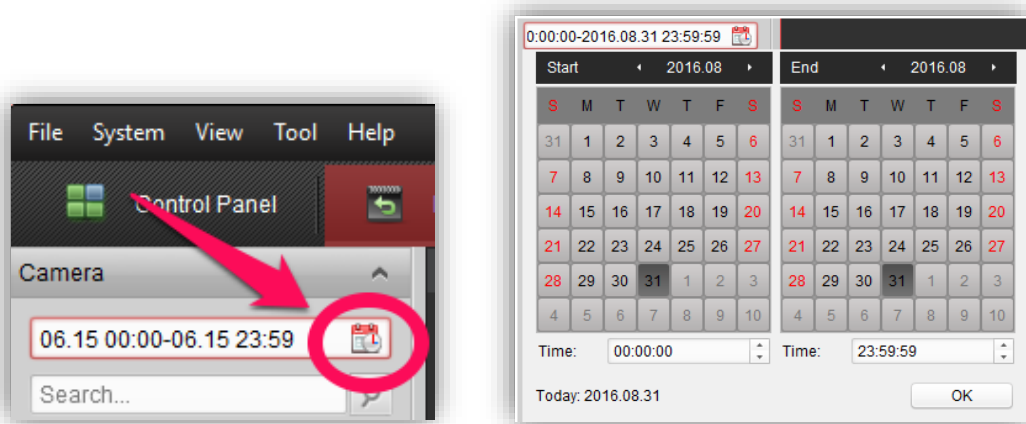 File System View Tool Help
Control Panel
Camera
06.15 00:00-06.15 23:59
Search...
0:00:00-2016.08.31 23:59:59
Start 2016.08
S M T W T F S
31 1 2 3 4 5 6
7 8 9 10 11 12 13
14 15 16 17 18 19 20
21 22 23 24 25 26 27
28 29 30 31 1 2 3
4 5 6 7 8 9 10
Time: 00:00:00
End 2016.08
S M T W T F S
31 1 2 3 4 5 6
7 8 9 10 11 12 13
14 15 16 17 18 19 20
21 22 23 24 25 26 27
28 29 30 31 1 2 3
4 5 6 7 8 9 10
Time: 23:59:59
Today: 2016.08.31
OK